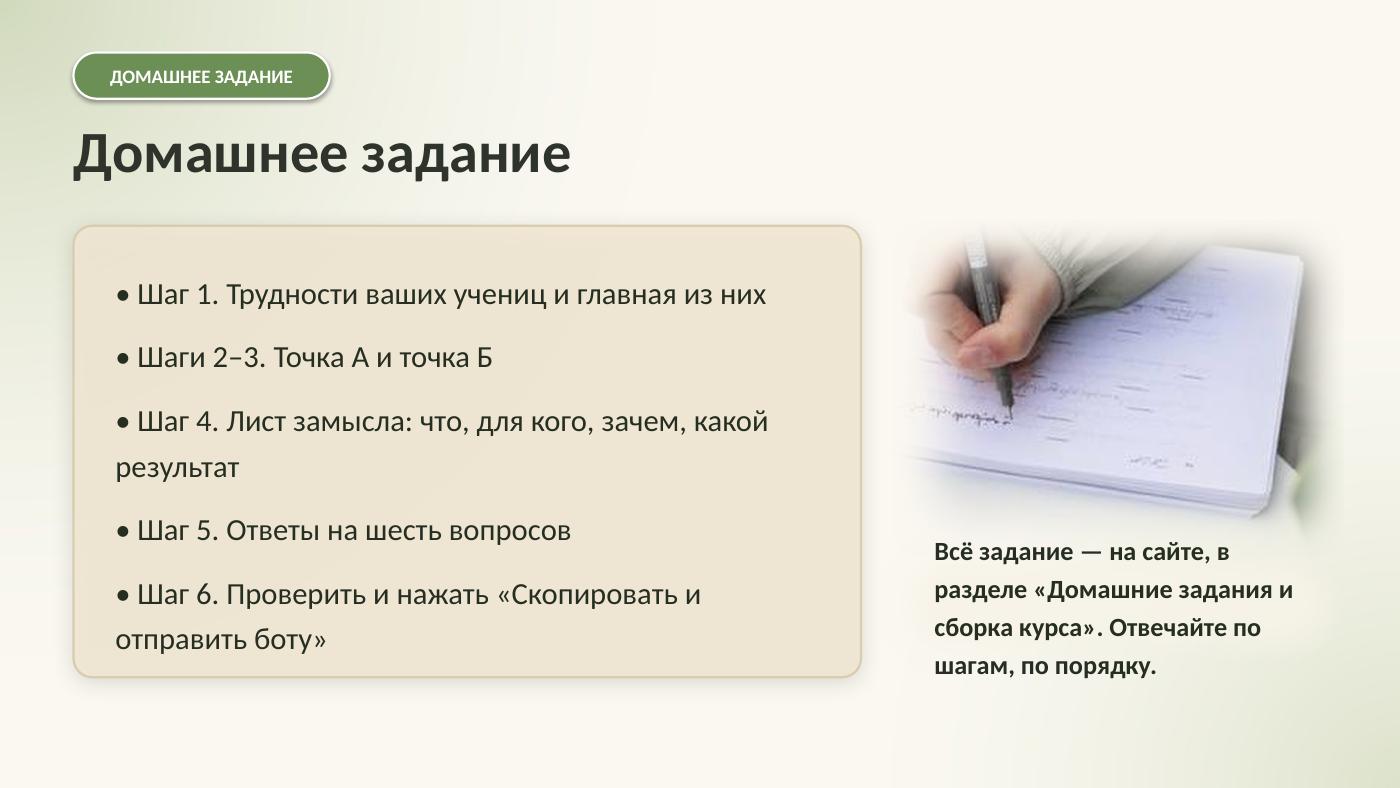 ДОМАШНЕЕ ЗАДАНИЕ
Домашнее задание
• Шаг 1. Трудности ваших учениц и главная из них
• Шаги 2–3. Точка А и точка Б
• Шаг 4. Лист замысла: что, для кого, зачем, какой
результат
• Шаг 5. Ответы на шесть вопросов
• Шаг 6. Проверить и нажать «Скопировать и
отправить боту»
Всё задание — на сайте, в
разделе «Домашние задания и
сборка курса». Отвечайте по
шагам, по порядку.